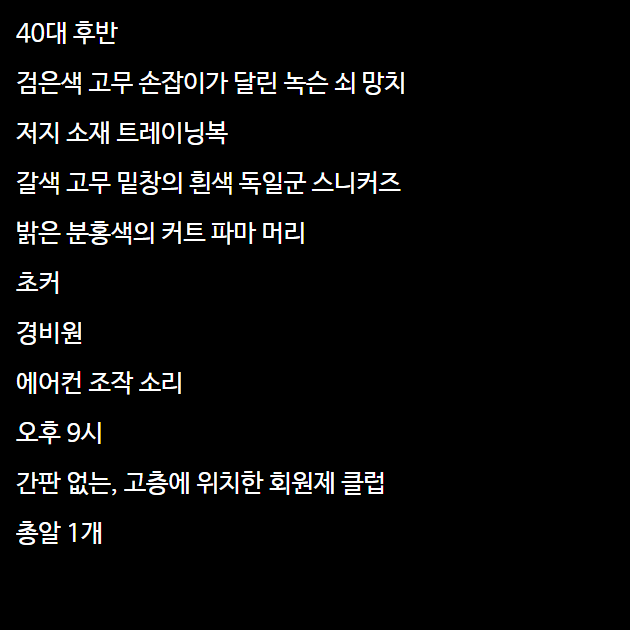 40대 후반
검은색 고무 손잡이가 달린 녹슨 쇠 망치
저지 소재 트레이닝복
갈색 고무 밑창의 흰색 독일군 스니커즈
밝은 분홍색의 커트 파마 머리
초커
경비원
에어컨 조작 소리
오후 9시
간판 없는, 고층에 위치한 회원제 클럽
총알 1개